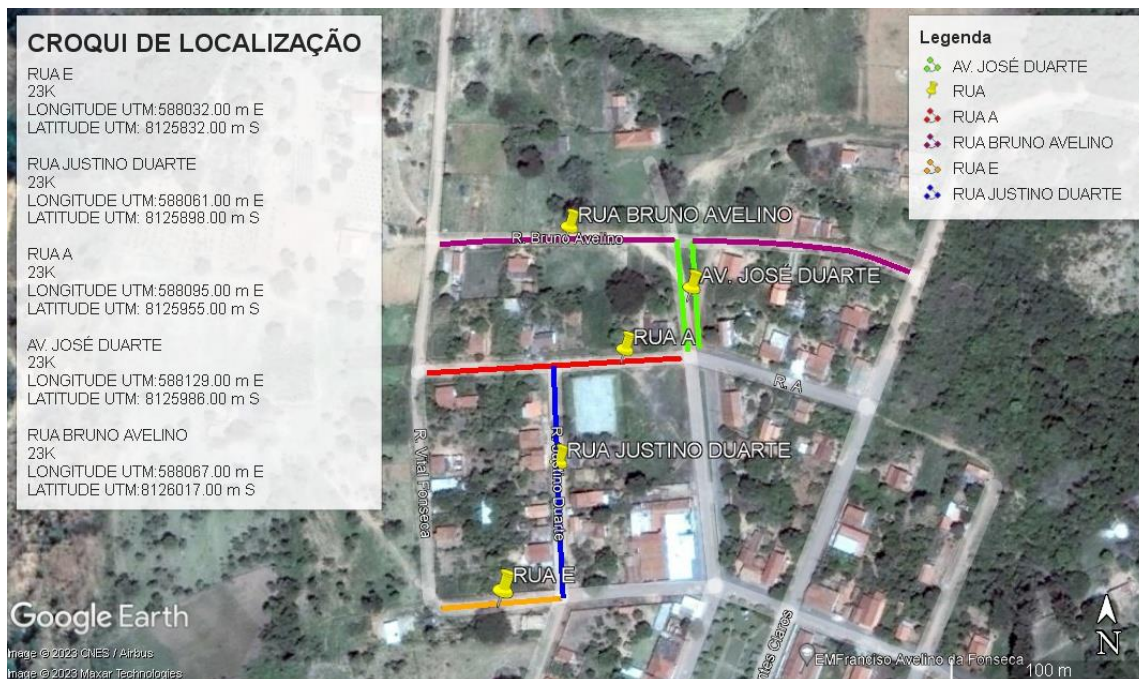 CROQUI DE LOCALIZAÇÃO
RUA E
23K
LONGITUDE UTM:588032.00 m E
LATITUDE UTM: 8125832.00 m S
RUA JUSTINO DUARTE
23K
LONGITUDE UTM:588061.00 m E
LATITUDE UTM: 8125898.00 m S
RUA A
23K
LONGITUDE UTM:588095.00 m E
LATITUDE UTM: 8125955.00 m S
AV. JOSÉ DUARTE
23K
LONGITUDE UTM:588129.00 m E
LATITUDE UTM: 8125986.00 m S
RUA BRUNO AVELINO
23K
LONGITUDE UTM:588067.00 m E
LATITUDE UTM:8126017.00 m S
Legenda
AV. JOSÉ DUARTE
RUA
RUA A
RUA BRUNO AVELINO
RUA E
RUA JUSTINO DUARTE
RUA BRUNO AVELINO
R. Bruno Avelino
AV. JOSÉ DUARTE
RUA A
R. A
R. Vital Fonseca
R. Justino Duarte
RUA JUSTINO DUARTE
RUA E
ntes Claros
EMFranciso Avelino da Fonseca
Google Earth
Image © 2023 CNES / Airbus
Image © 2023 Maxar Technologies
N
100 m